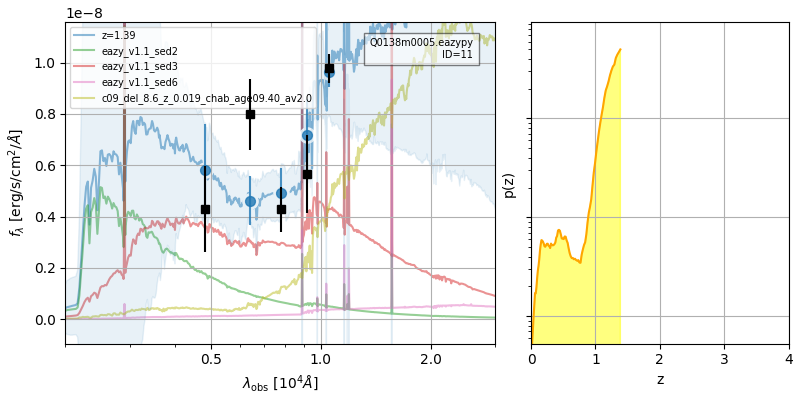 1e−8
z=1.39
eazy_v1.1_sed2
eazy_v1.1_sed3
eazy_v1.1_sed6
c09_del_8.6_z_0.019_chab_age09.40_av2.0
Q0138m0005.eazypy
ID=11
1.0
0.8
0.6
0.4
0.2
0.0
fλ [erg/s/cm²/Å]
0.5 1.0 2.0
λobs [10⁴Å]
p(z)
0 1 2 3 4
z